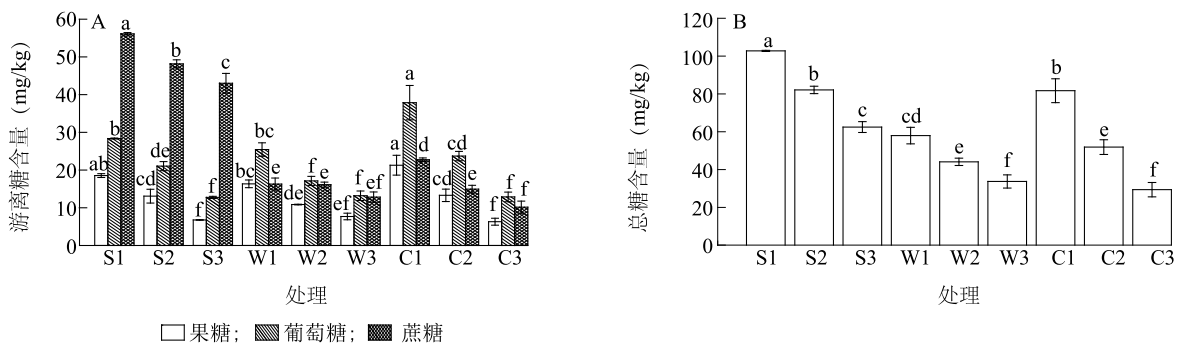 A
60
50
40
30
20
10
0
游离糖含量 (mg/kg)
ab b a
cd de b
f f c
bc bc e
de f e
ef f ef
a a d
cd cd e
f f f
S1 S2 S3 W1 W2 W3 C1 C2 C3
处理
果糖; 葡萄糖; 蔗糖
B
120
100
80
60
40
20
0
总糖含量 (mg/kg)
a b c cd e f b e f
S1 S2 S3 W1 W2 W3 C1 C2 C3
处理